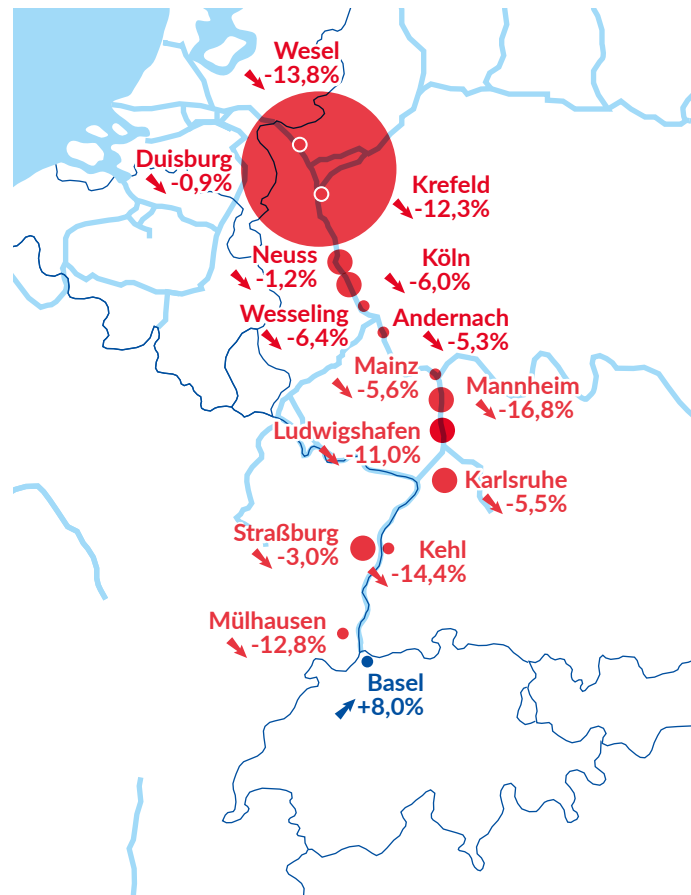 Wesel
-13,8%
Duisburg
-0,9%
Krefeld
-12,3%
Neuss
-1,2%
Köln
-6,0%
Wesseling
-6,4%
Andernach
-5,3%
Mainz
-5,6%
Mannheim
-16,8%
Ludwigshafen
-11,0%
Karlsruhe
-5,5%
Straßburg
-3,0%
Kehl
-14,4%
Mülhausen
-12,8%
Basel
+8,0%